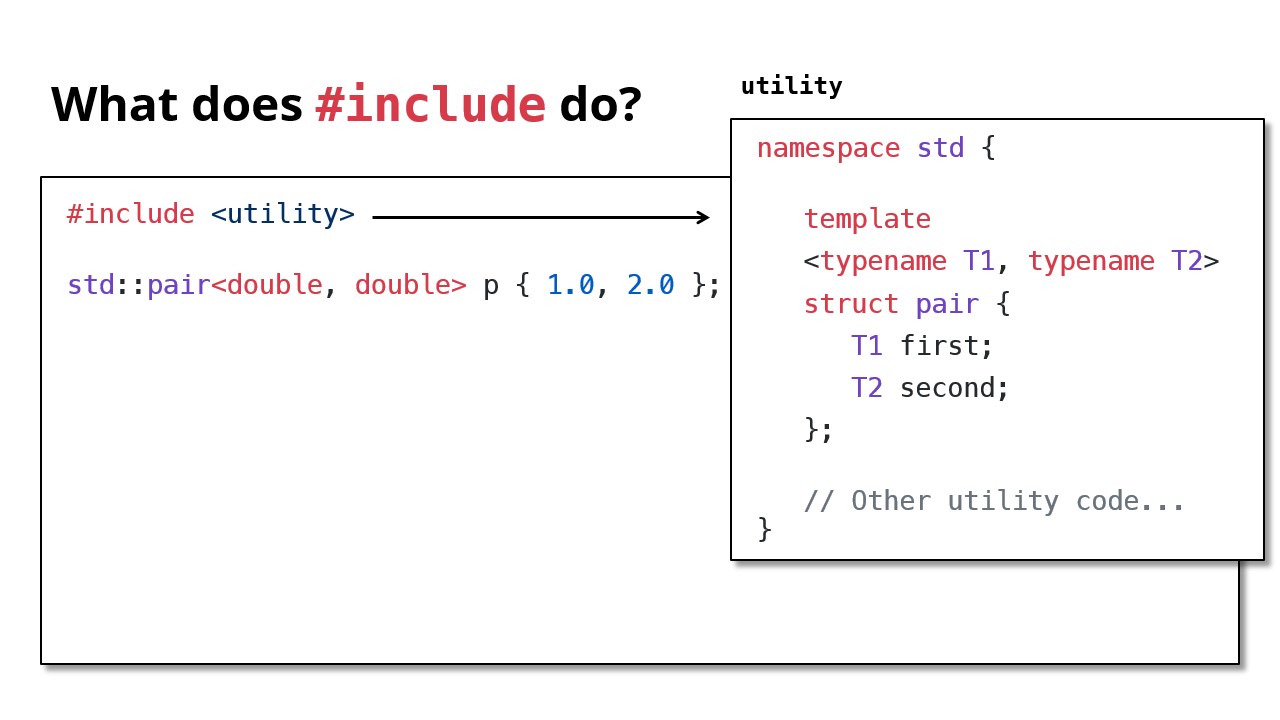 What does #include do?
#include <utility>
std::pair<double, double> p { 1.0, 2.0 };
utility
namespace std {
template
<typename T1, typename T2>
struct pair {
T1 first;
T2 second;
};
// Other utility code...
}